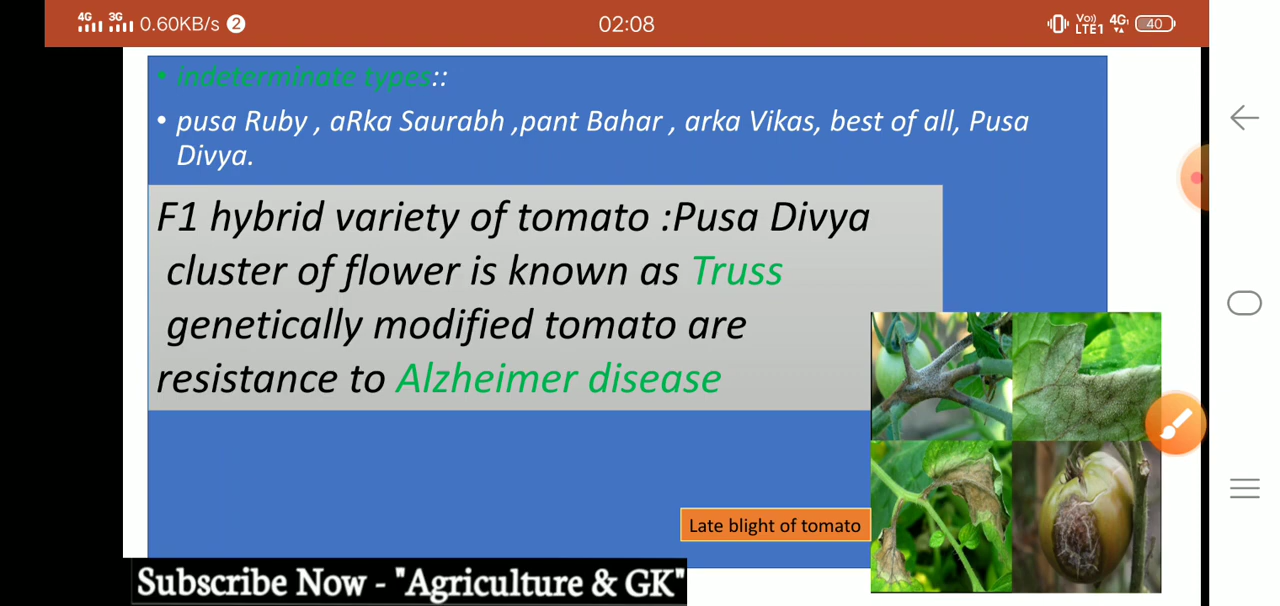 4G 3G 0.60KB/s 2 02:08 Vo)) LTE1 4G 40
• indeterminate types::
• pusa Ruby , aRka Saurabh ,pant Bahar , arka Vikas, best of all, Pusa
Divya.
F1 hybrid variety of tomato :Pusa Divya
cluster of flower is known as Truss
genetically modified tomato are
resistance to Alzheimer disease
Late blight of tomato
Subscribe Now - "Agriculture & GK"